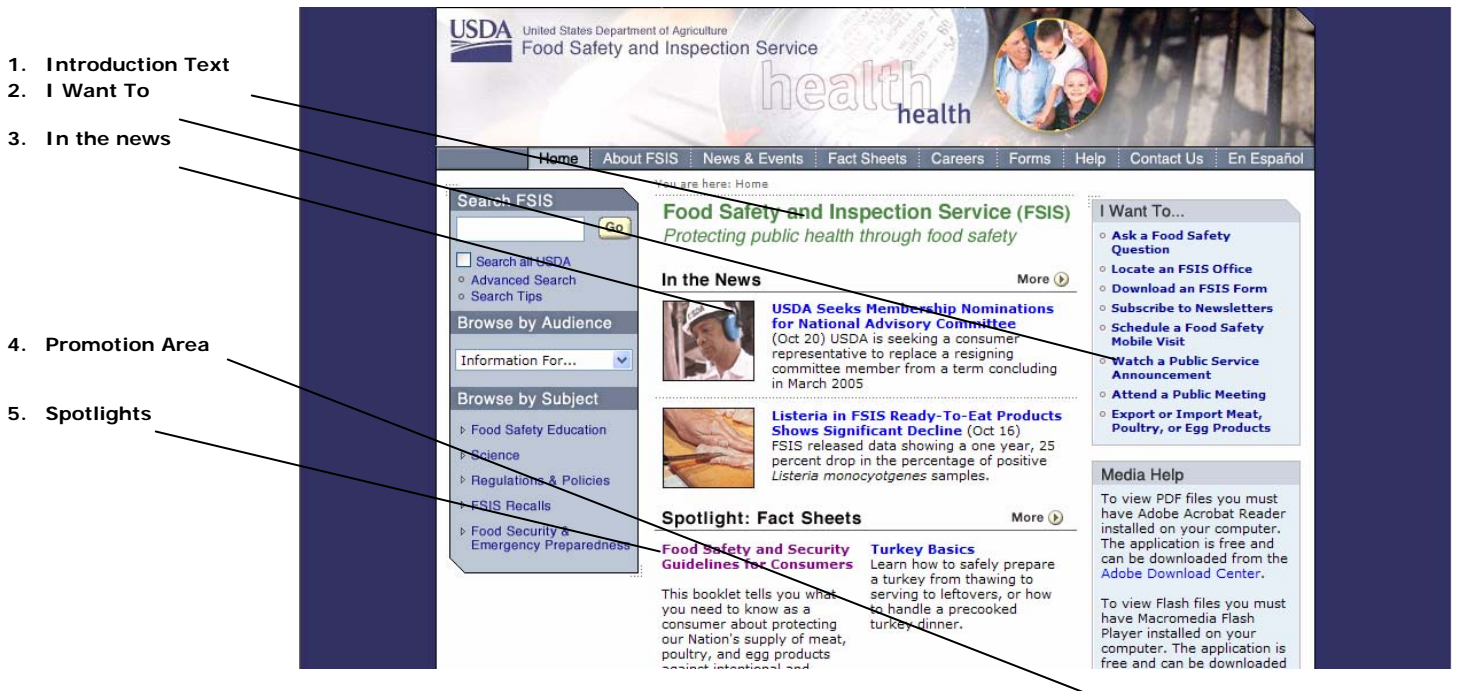 1. Introduction Text
2. I Want To
3. In the news
4. Promotion Area
5. Spotlights
USDA
United States Department of Agriculture
Food Safety and Inspection Service
health
health
Home
About FSIS
News & Events
Fact Sheets
Careers
Forms
Help
Contact Us
En Español
Search FSIS
Go
Search all USDA
Advanced Search
Search Tips
Browse by Audience
Information For...
Browse by Subject
Food Safety Education
Science
Regulations & Policies
FSIS Recalls
Food Security &
Emergency Preparedness
You are here: Home
Food Safety and Inspection Service (FSIS)
Protecting public health through food safety
In the News
More
USDA Seeks Membership Nominations
for National Advisory Committee
(Oct 20) USDA is seeking a consumer
representative to replace a resigning
committee member from a term concluding
in March 2005
Listeria in FSIS Ready-To-Eat Products
Shows Significant Decline (Oct 16)
FSIS released data showing a one year, 25
percent drop in the percentage of positive
Listeria monocyotgenes samples.
Spotlight: Fact Sheets
More
Food Safety and Security
Guidelines for Consumers
This booklet tells you what
you need to know as a
consumer about protecting
our Nation's supply of meat,
poultry, and egg products
against intentional and
Turkey Basics
Learn how to safely prepare
a turkey from thawing to
serving to leftovers, or how
to handle a precooked
turkey dinner.
I Want To...
Ask a Food Safety
Question
Locate an FSIS Office
Download an FSIS Form
Subscribe to Newsletters
Schedule a Food Safety
Mobile Visit
Watch a Public Service
Announcement
Attend a Public Meeting
Export or Import Meat,
Poultry, or Egg Products
Media Help
To view PDF files you must
have Adobe Acrobat Reader
installed on your computer.
The application is free and
can be downloaded from the
Adobe Download Center.
To view Flash files you must
have Macromedia Flash
Player installed on your
computer. The application is
free and can be downloaded